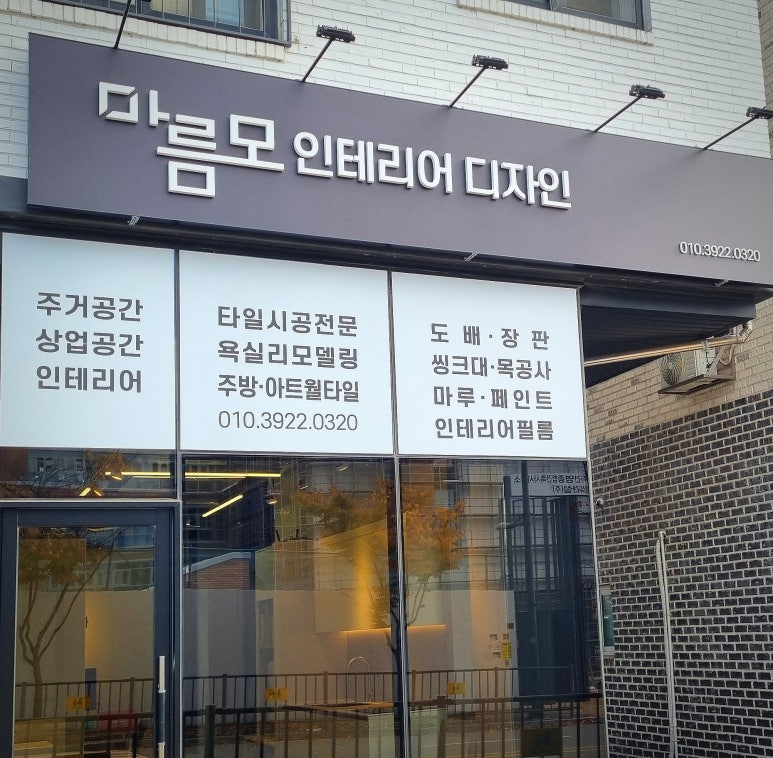 마름모 인테리어 디자인
010.3922.0320
주거공간
상업공간
인테리어
타일시공전문
욕실리모델링
주방·아트월타일
010.3922.0320
도 배·장 판
씽크대·목공사
마루·페인트
인테리어필름